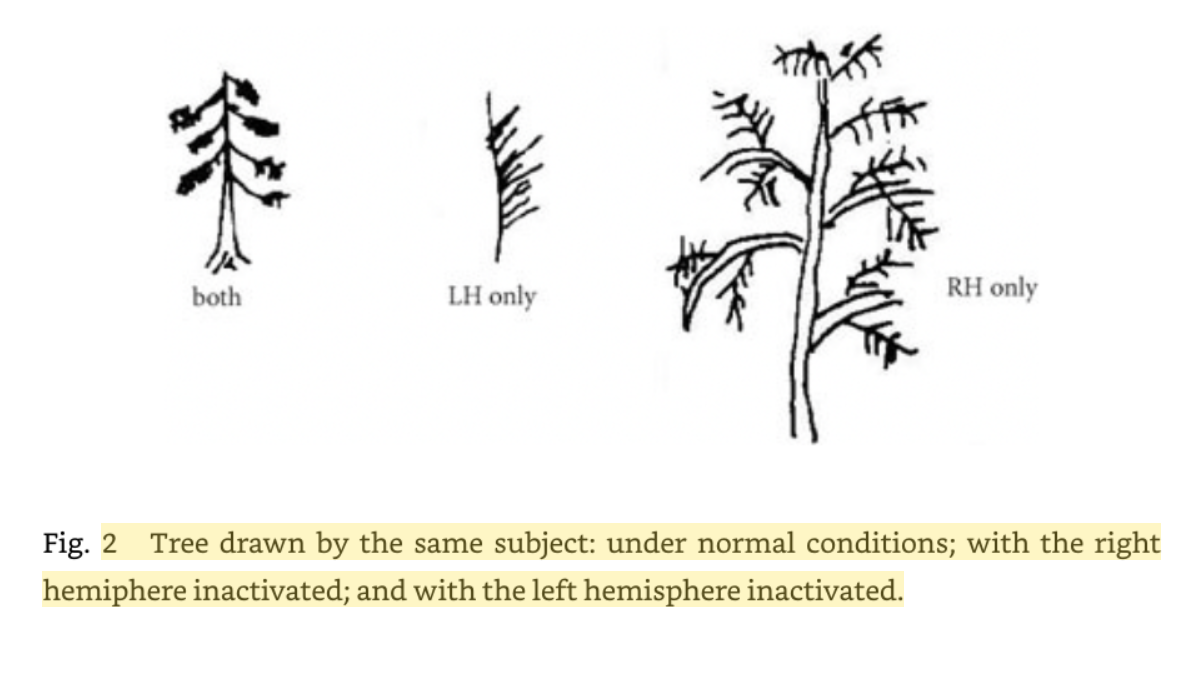 both
LH only
RH only
Fig. 2 Tree drawn by the same subject: under normal conditions; with the right
hemiphere inactivated; and with the left hemisphere inactivated.